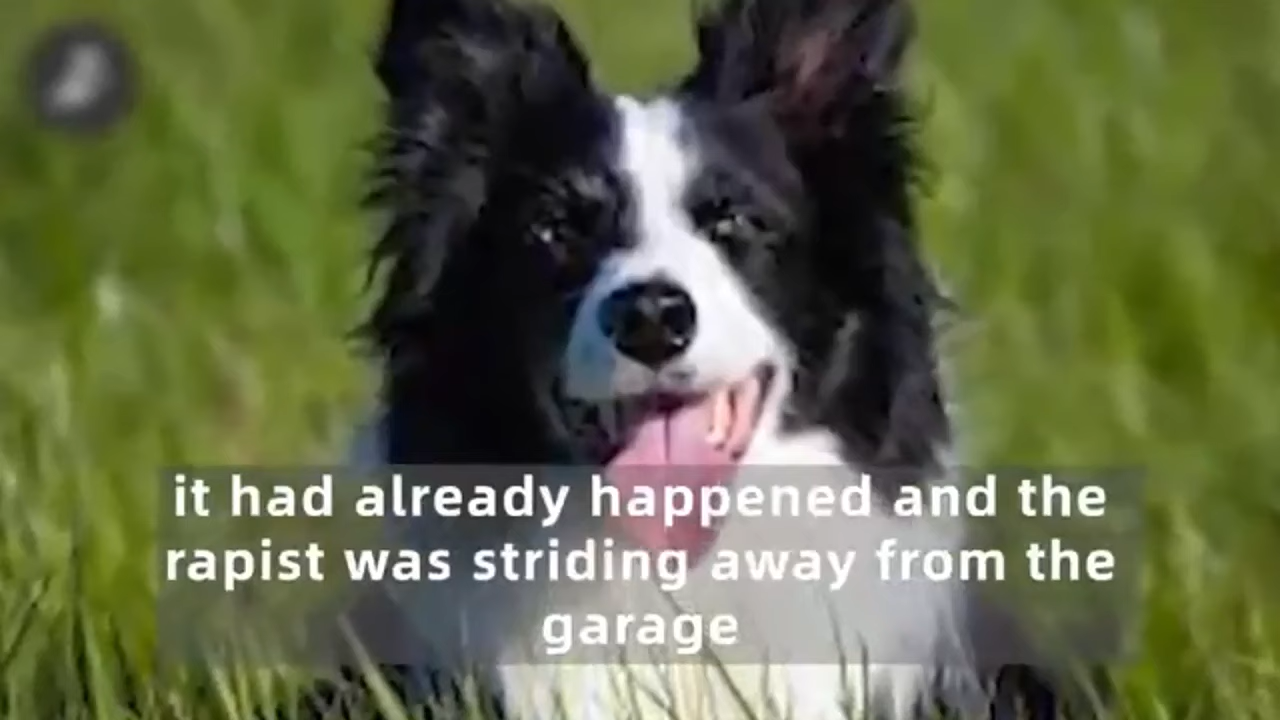 it had already happened and the
rapist was striding away from the
garage